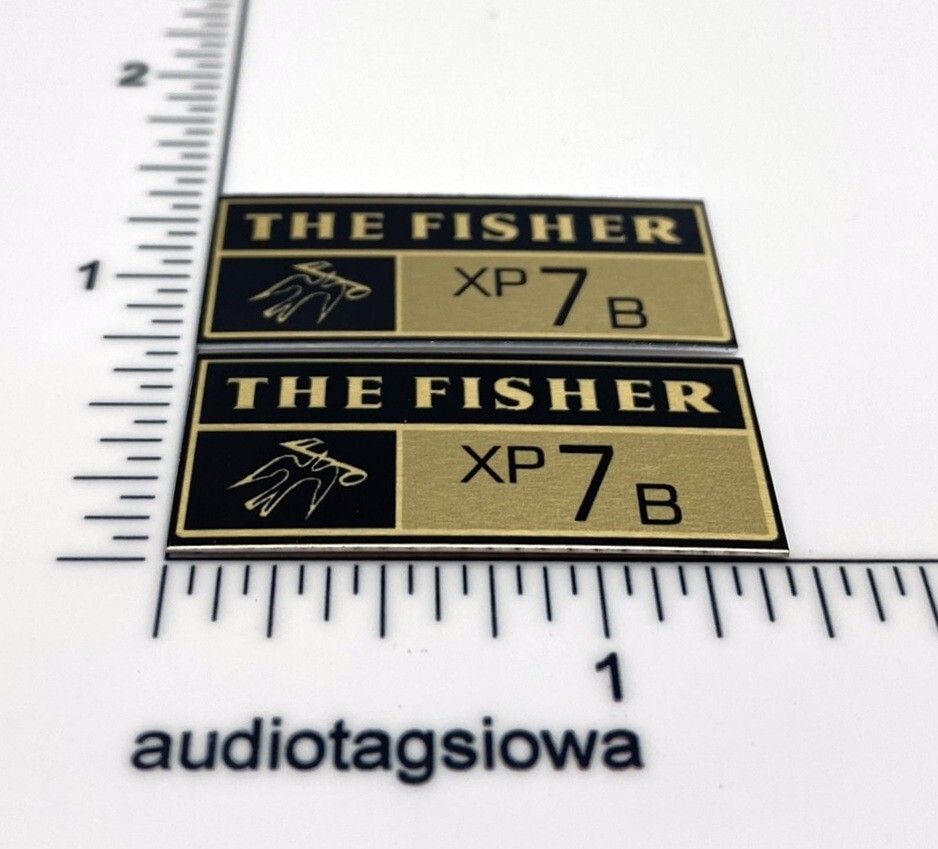 2
1
THE FISHER
XP 7 B
THE FISHER
XP 7 B
1
audiotagsiowa